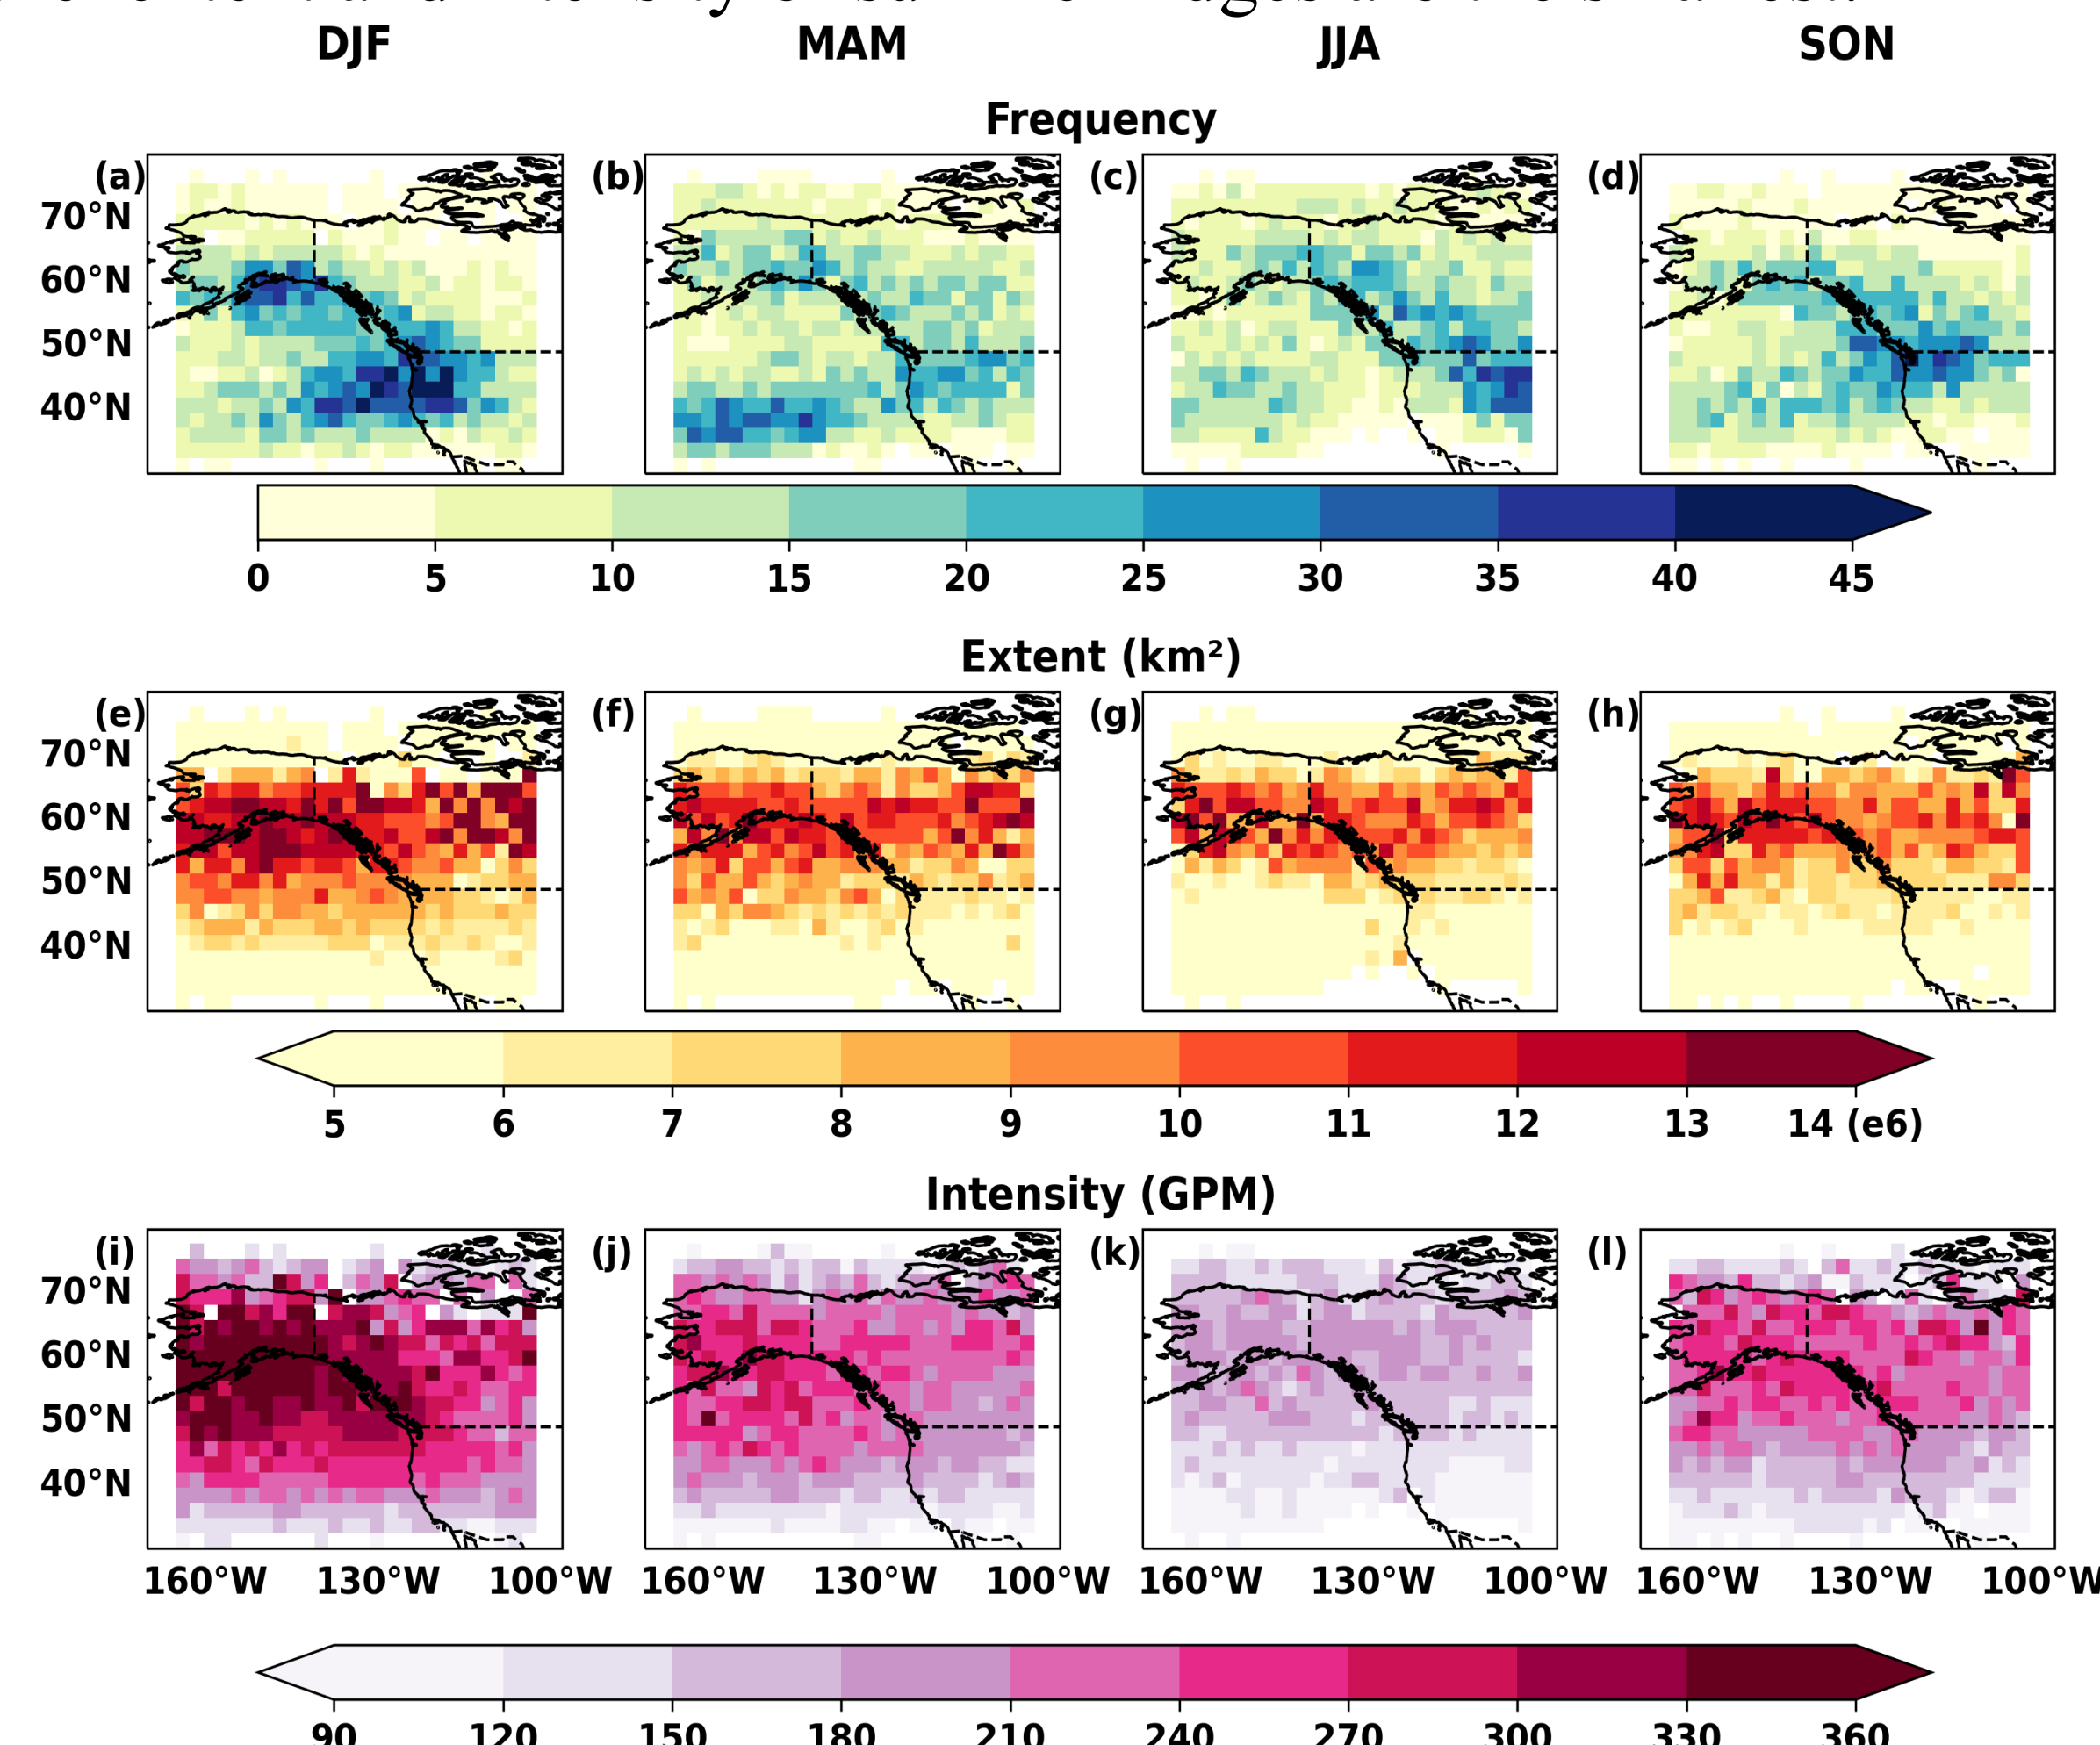 DJF MAM JJA SON
Frequency
(a) (b) (c) (d)
70°N
60°N
50°N
40°N
0 5 10 15 20 25 30 35 40 45
Extent (km²)
(e) (f) (g) (h)
70°N
60°N
50°N
40°N
5 6 7 8 9 10 11 12 13 14 (e6)
Intensity (GPM)
(i) (j) (k) (l)
70°N
60°N
50°N
40°N
160°W 130°W 100°W 160°W 130°W 100°W 160°W 130°W 100°W 160°W 130°W 100°W
90 120 150 180 210 240 270 300 330 360